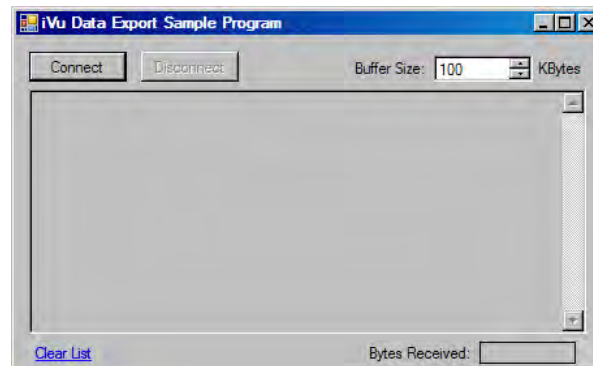 iVu Data Export Sample Program
Connect Disconnect Buffer Size: 100 KBytes
Clear List Bytes Received: